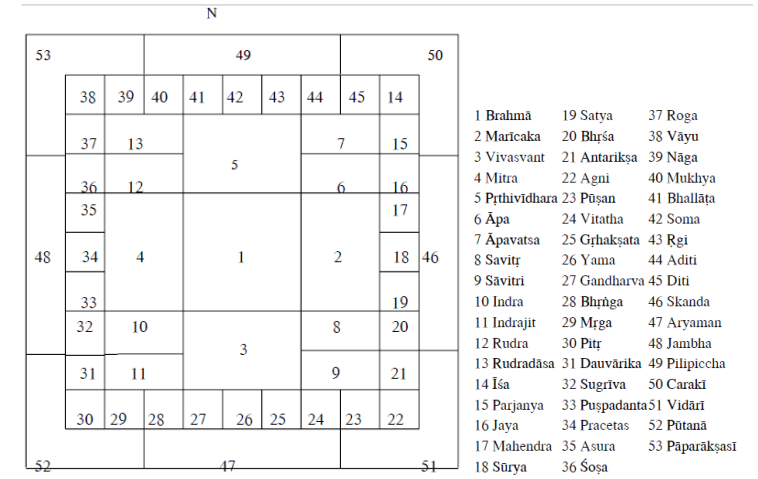 N
53 49 50
38 39 40 41 42 43 44 45 14
37 13 7 15
5
36 12 6 16
35 17
48 34 4 1 2 18 46
33 19
32 10 8 20
3
31 11 9 21
30 29 28 27 26 25 24 23 22
52 47 51
1 Brahmā 19 Satya 37 Roga
2 Marīcaka 20 Bhṛśa 38 Vāyu
3 Vivasvant 21 Antarikṣa 39 Nāga
4 Mitra 22 Agni 40 Mukhya
5 Pṛthivīdhara 23 Pūṣan 41 Bhallāṭa
6 Āpa 24 Vitatha 42 Soma
7 Āpavatsa 25 Gṛhakṣata 43 Ṛgi
8 Savitṛ 26 Yama 44 Aditi
9 Sāvitri 27 Gandharva 45 Diti
10 Indra 28 Bhṛṅga 46 Skanda
11 Indrajit 29 Mṛga 47 Aryaman
12 Rudra 30 Pitṛ 48 Jambha
13 Rudradāsa 31 Dauvārika 49 Pilipiccha
14 Īśa 32 Sugrīva 50 Carakī
15 Parjanya 33 Puṣpadanta 51 Vidārī
16 Jaya 34 Pracetas 52 Pūtanā
17 Mahendra 35 Asura 53 Pāparākṣasī
18 Sūrya 36 Śoṣa